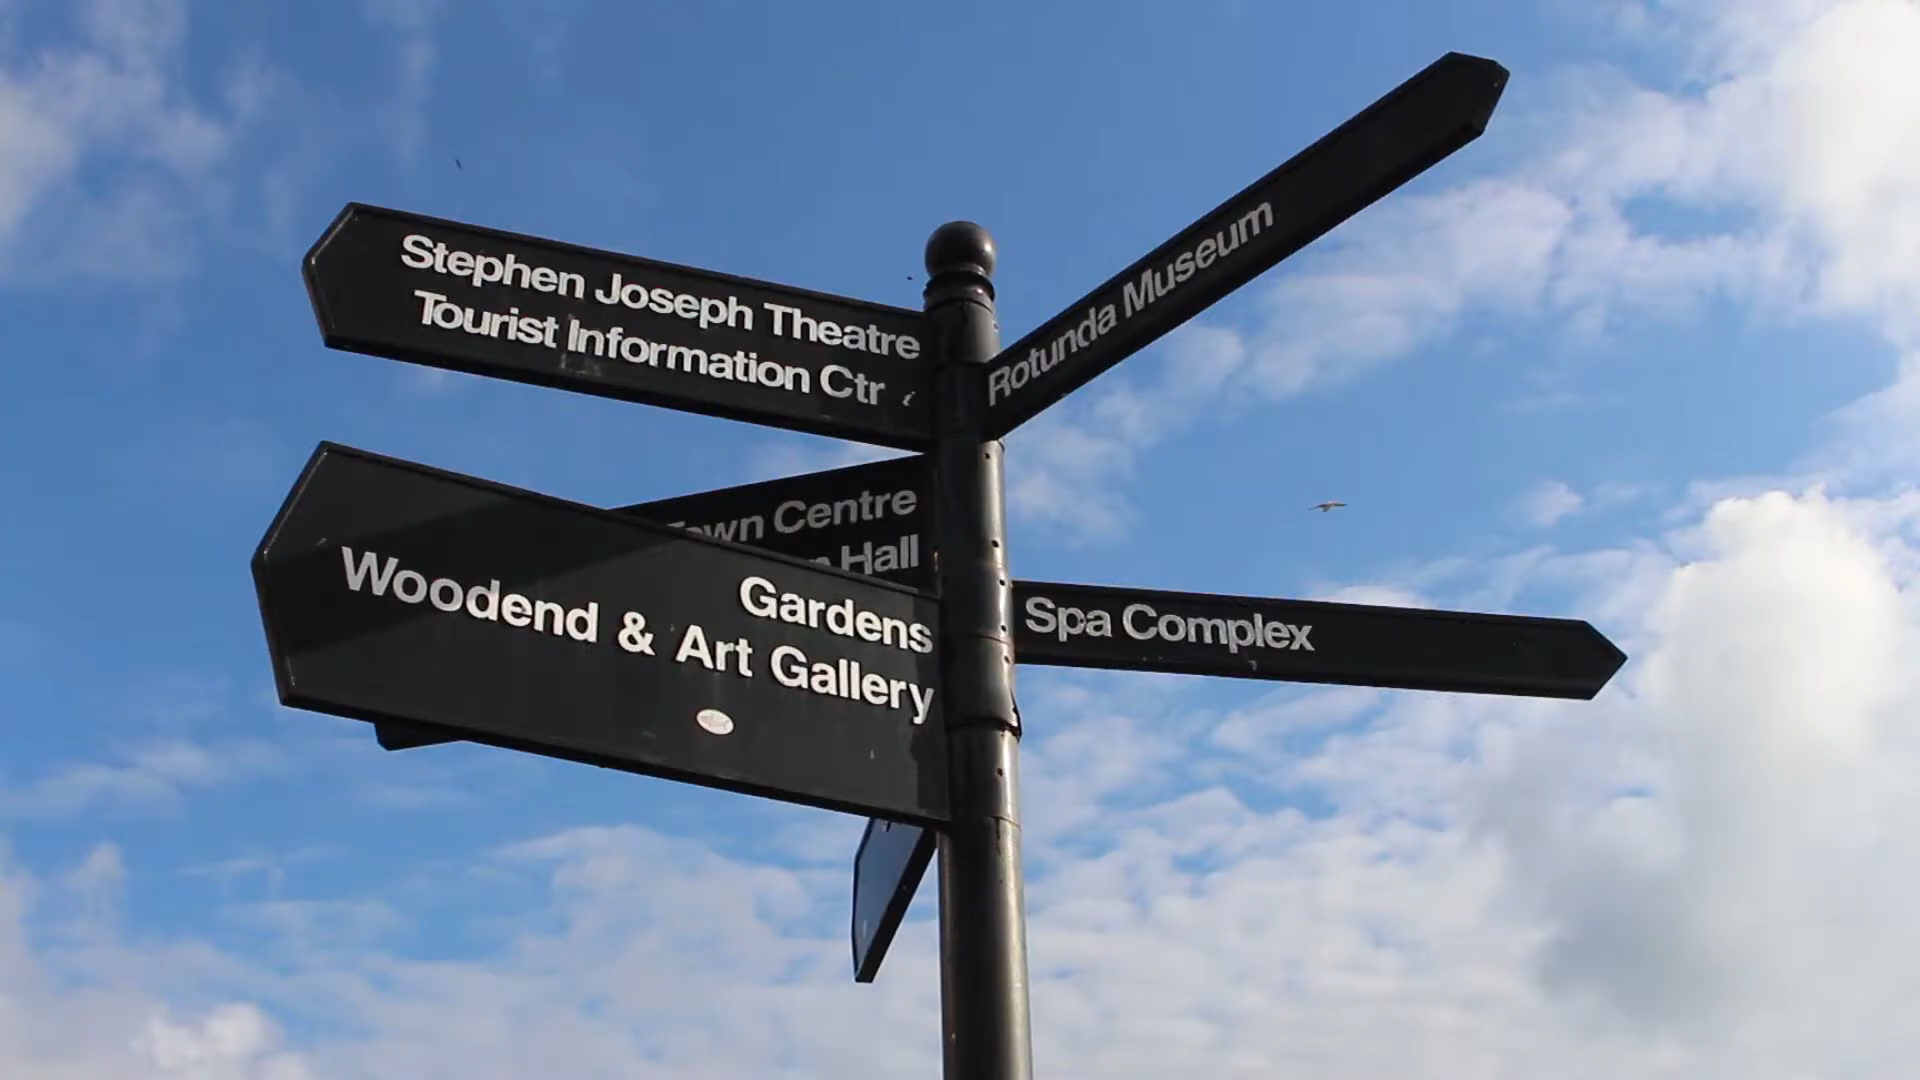 Stephen Joseph Theatre
Tourist Information Ctr i
Rotunda Museum
Town Centre
Hall
Gardens
Woodend & Art Gallery
Spa Complex